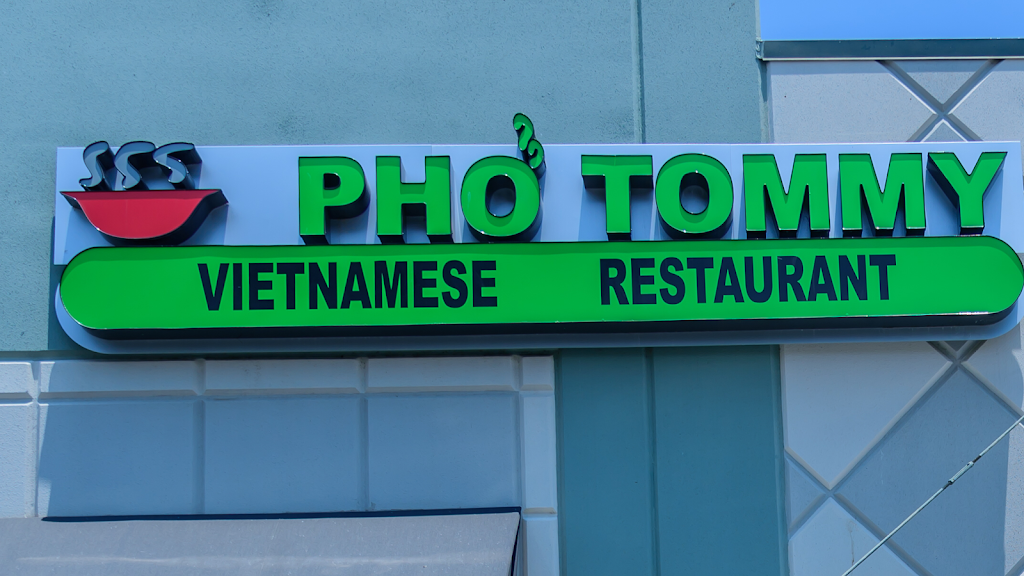 PHỞ TOMMY
VIETNAMESE RESTAURANT